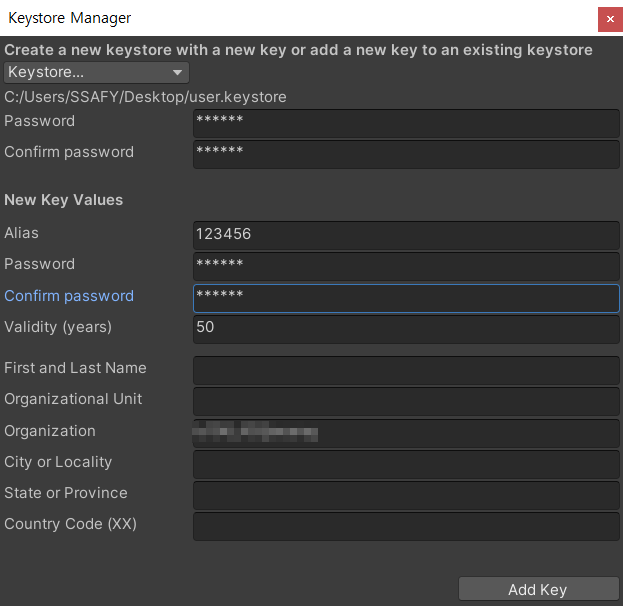 Keystore Manager
Create a new keystore with a new key or add a new key to an existing keystore
Keystore...
C:/Users/SSAFY/Desktop/user.keystore
Password ******
Confirm password ******
New Key Values
Alias 123456
Password ******
Confirm password ******
Validity (years) 50
First and Last Name
Organizational Unit
Organization
City or Locality
State or Province
Country Code (XX)
Add Key